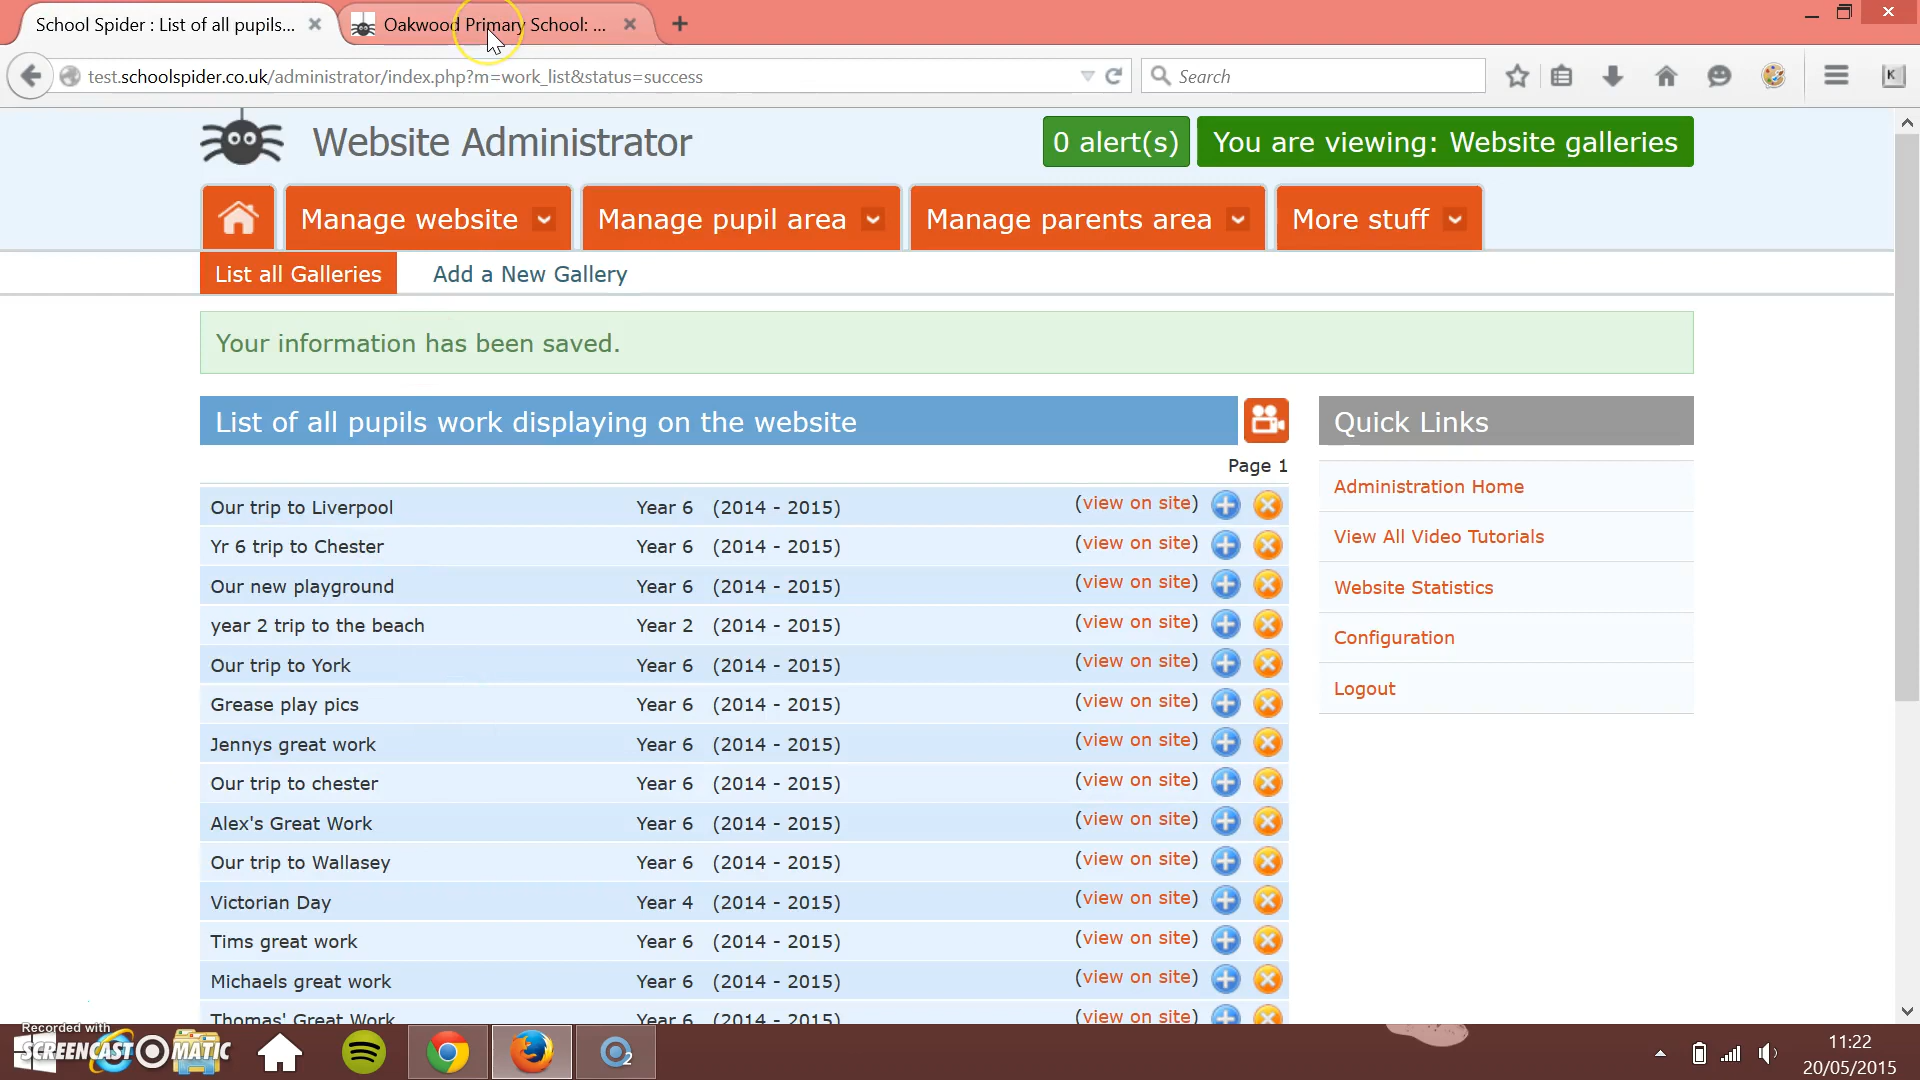 School Spider : List of all pupils...
Oakwood Primary School: ...
test.schoolspider.co.uk/administrator/index.php?m=work_list&status=success
Search
K
Website Administrator
0 alert(s)
You are viewing: Website galleries
Manage website
Manage pupil area
Manage parents area
More stuff
List all Galleries
Add a New Gallery
Your information has been saved.
List of all pupils work displaying on the website
Page 1
Our trip to Liverpool Year 6 (2014 - 2015) (view on site)
Yr 6 trip to Chester Year 6 (2014 - 2015) (view on site)
Our new playground Year 6 (2014 - 2015) (view on site)
year 2 trip to the beach Year 2 (2014 - 2015) (view on site)
Our trip to York Year 6 (2014 - 2015) (view on site)
Grease play pics Year 6 (2014 - 2015) (view on site)
Jennys great work Year 6 (2014 - 2015) (view on site)
Our trip to chester Year 6 (2014 - 2015) (view on site)
Alex's Great Work Year 6 (2014 - 2015) (view on site)
Our trip to Wallasey Year 6 (2014 - 2015) (view on site)
Victorian Day Year 4 (2014 - 2015) (view on site)
Tims great work Year 6 (2014 - 2015) (view on site)
Michaels great work Year 6 (2014 - 2015) (view on site)
Thomas' Great Work Year 6 (2014 - 2015) (view on site)
Quick Links
Administration Home
View All Video Tutorials
Website Statistics
Configuration
Logout
Recorded with
SCREENCAST O MATIC
2
11:22
20/05/2015